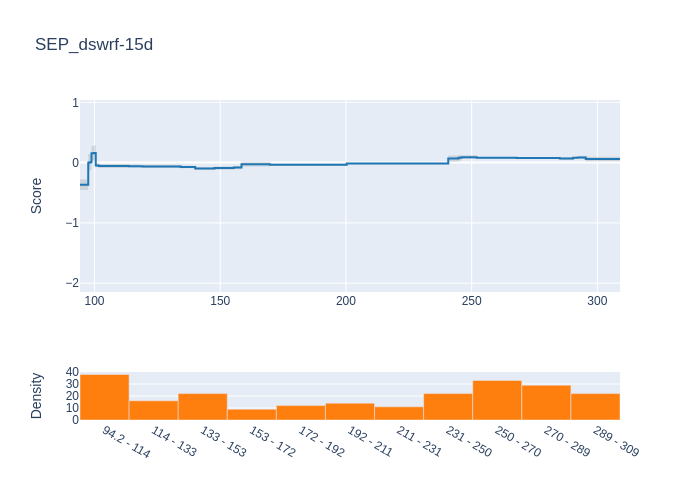 SEP_dswrf-15d
Score
1
0
−1
−2
100 150 200 250 300
Density
40
30
20
10
0
94.2 - 114
114 - 133
133 - 153
153 - 172
172 - 192
192 - 211
211 - 231
231 - 250
250 - 270
270 - 289
289 - 309